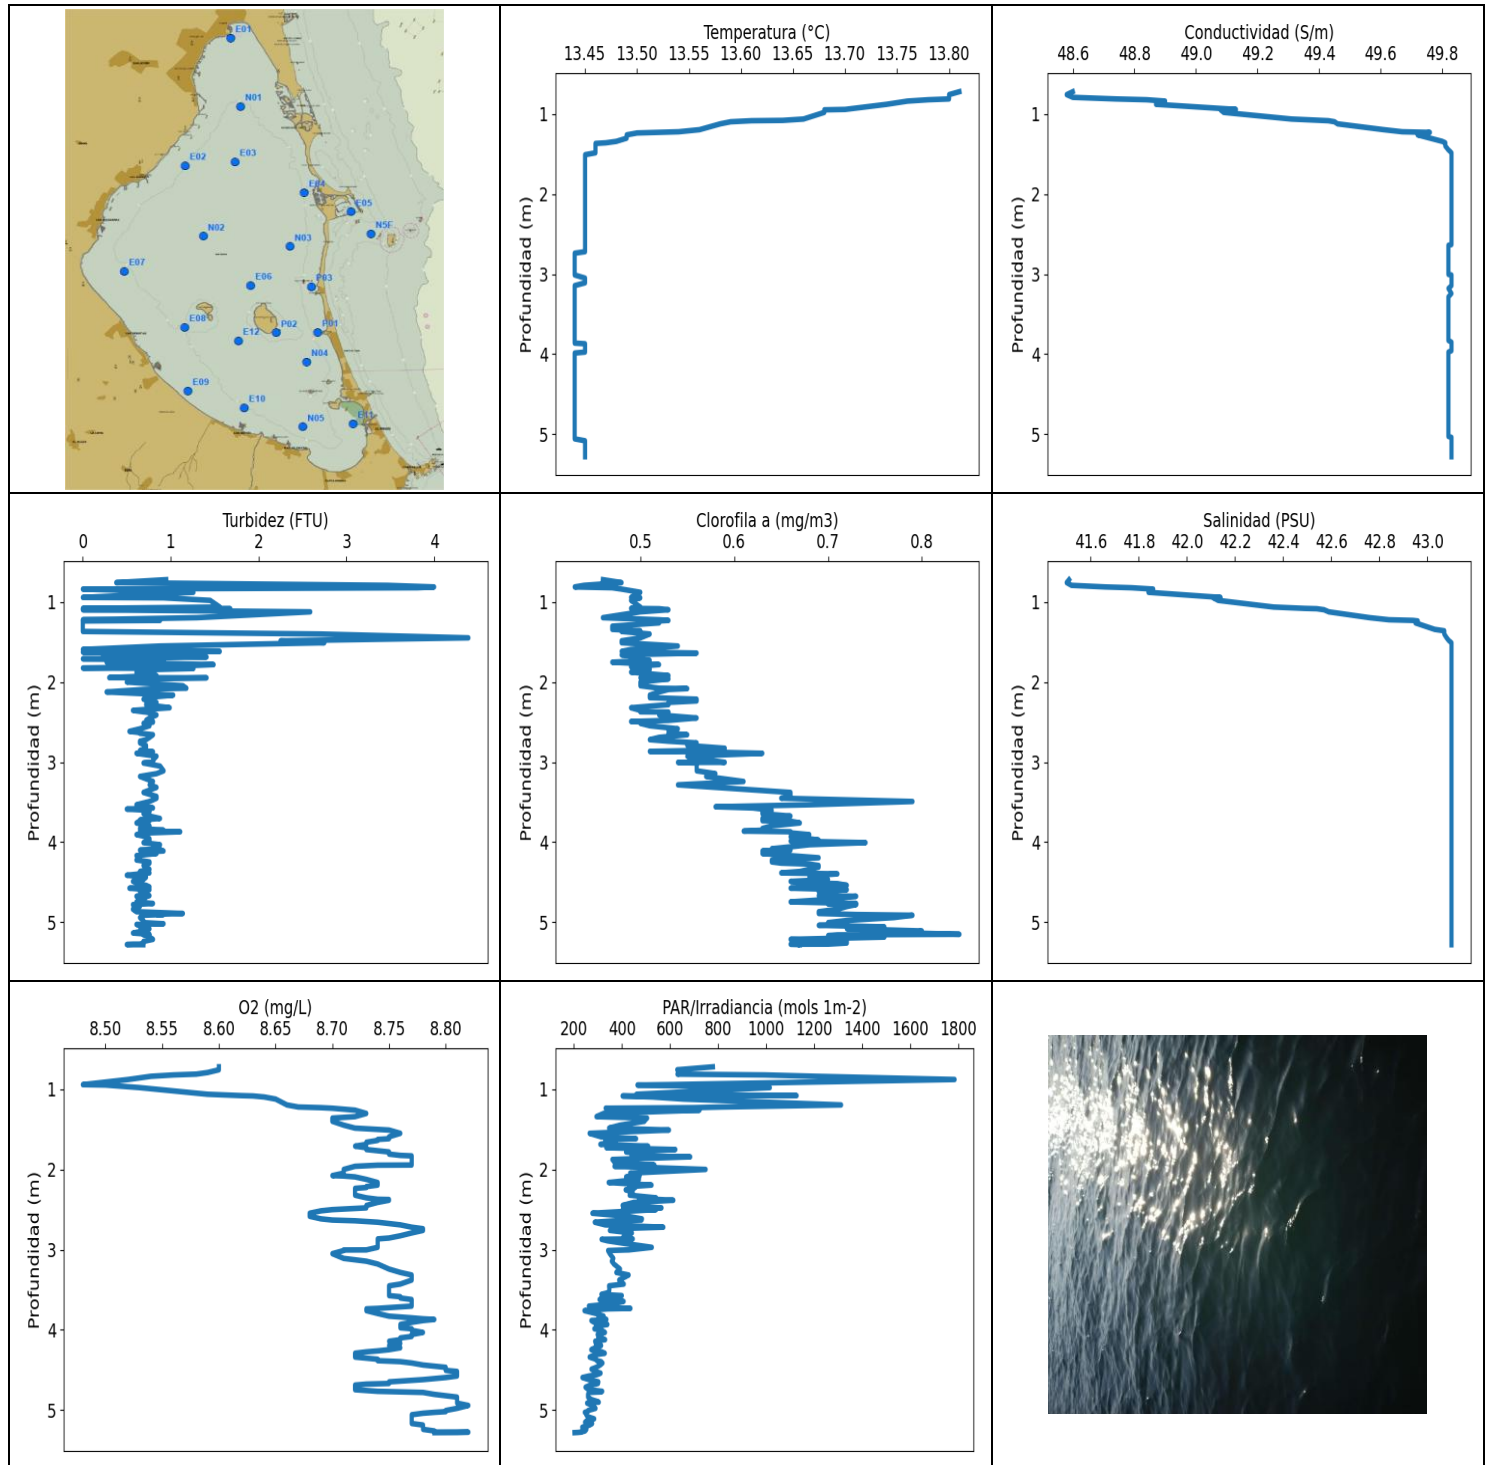 E01
N01
E02
E03
E04
E05
N5E
N02
N03
E07
E06
P03
E08
E12
P02
P01
N04
E09
E10
N05
E11
Temperatura (°C)
13.45 13.50 13.55 13.60 13.65 13.70 13.75 13.80
Profundidad (m)
1
2
3
4
5
Conductividad (S/m)
48.6 48.8 49.0 49.2 49.4 49.6 49.8
Profundidad (m)
1
2
3
4
5
Turbidez (FTU)
0 1 2 3 4
Profundidad (m)
1
2
3
4
5
Clorofila a (mg/m3)
0.5 0.6 0.7 0.8
Profundidad (m)
1
2
3
4
5
Salinidad (PSU)
41.6 41.8 42.0 42.2 42.4 42.6 42.8 43.0
Profundidad (m)
1
2
3
4
5
O2 (mg/L)
8.50 8.55 8.60 8.65 8.70 8.75 8.80
Profundidad (m)
1
2
3
4
5
PAR/Irradiancia (mols 1m-2)
200 400 600 800 1000 1200 1400 1600 1800
Profundidad (m)
1
2
3
4
5